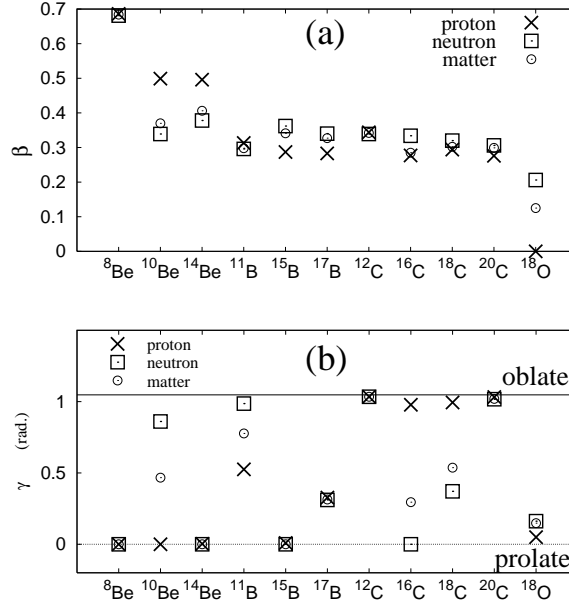 (a)
proton
neutron
matter
0.7
0.6
0.5
0.4
0.3
0.2
0.1
0
β
⁸Be ¹⁰Be ¹⁴Be ¹¹B ¹⁵B ¹⁷B ¹²C ¹⁶C ¹⁸C ²⁰C ¹⁸O
(b)
proton
neutron
matter
oblate
1
0.5
0
γ (rad.)
prolate
⁸Be ¹⁰Be ¹⁴Be ¹¹B ¹⁵B ¹⁷B ¹²C ¹⁶C ¹⁸C ²⁰C ¹⁸O